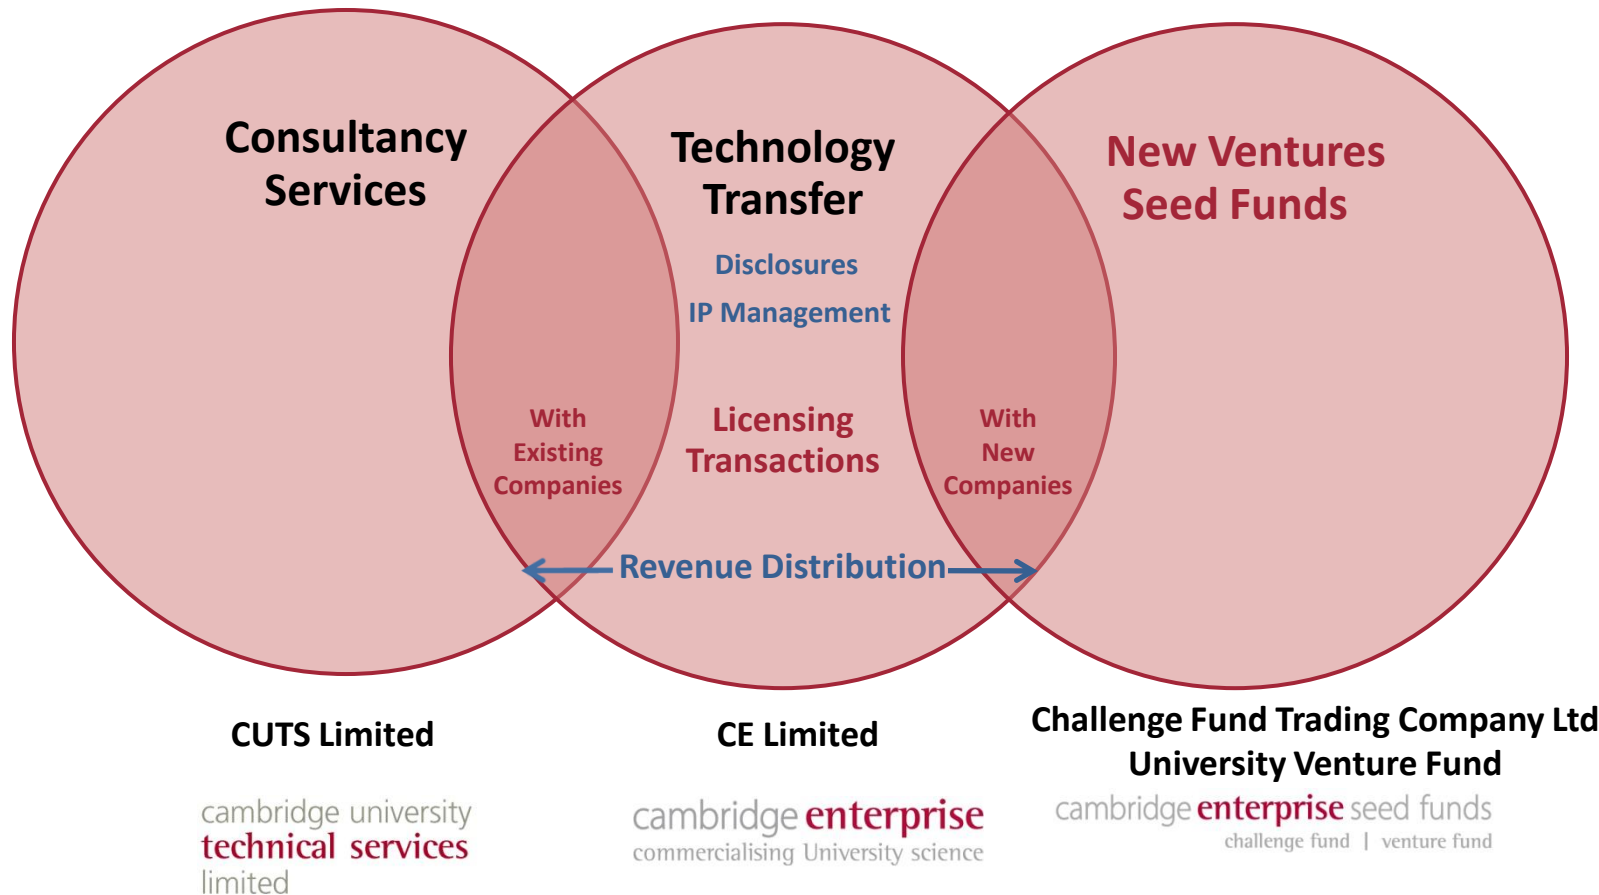 Consultancy
Services
Technology
Transfer
Disclosures
IP Management
New Ventures
Seed Funds
With
Existing
Companies
Licensing
Transactions
With
New
Companies
Revenue Distribution
CUTS Limited
CE Limited
Challenge Fund Trading Company Ltd
University Venture Fund
cambridge university
technical services
limited
cambridge enterprise
commercialising University science
cambridge enterprise seed funds
challenge fund | venture fund